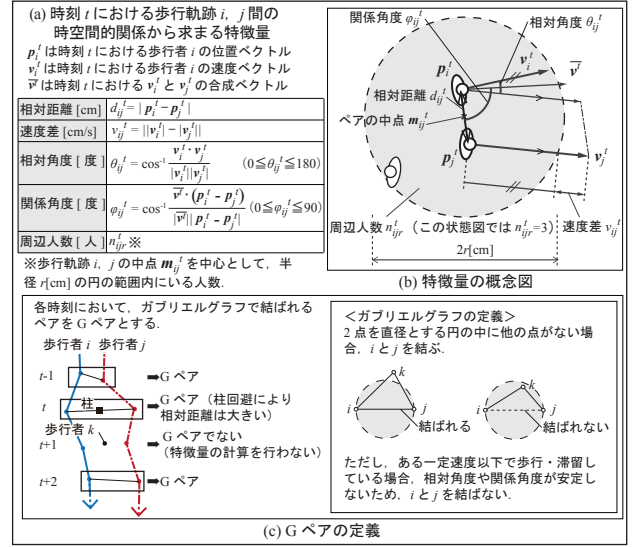 (a) 時刻 t における歩行軌跡 i, j 間の
時空間的関係から求まる特徴量
p_i^t は時刻 t における歩行者 i の位置ベクトル
v_i^t は時刻 t における歩行者 i の速度ベクトル
v̅^t は時刻 t における v_i^t と v_j^t の合成ベクトル
相対距離 [cm] d_ij^t = | p_i^t - p_j^t |
速度差 [cm/s] v_ij^t = ||v_i^t| - |v_j^t||
相対角度 [ 度 ] θ_ij^t = cos^-1 (v_i^t・v_j^t / |v_i^t||v_j^t|) (0≦θ_ij^t≦180)
関係角度 [ 度 ] φ_ij^t = cos^-1 (v̅^t・(p_i^t - p_j^t) / |v̅^t|| p_i^t - p_j^t|) (0≦φ_ij^t≦90)
周辺人数 [ 人 ] n_ijr^t ※
※歩行軌跡 i, j の中点 m_ij^t を中心として,半
径 r[cm] の円の範囲内にいる人数.
関係角度 φ_ij^t
相対角度 θ_ij^t
p_i^t
v_i^t
v̅^t
相対距離 d_ij^t
ペアの中点 m_ij^t
p_j^t
v_j^t
周辺人数 n_ijr^t (この状態図では n_ijr^t=3)
速度差 v_ij^t
2r[cm]
(b) 特徴量の概念図
各時刻において,ガブリエルグラフで結ばれる
ペアを G ペアとする.
歩行者 i 歩行者 j
t-1
➡G ペア
t
柱
➡G ペア(柱回避により
相対距離は大きい)
歩行者 k
t+1
➡G ペアでない
(特徴量の計算を行わない)
t+2
➡G ペア
<ガブリエルグラフの定義>
2 点を直径とする円の中に他の点がない場
合, i と j を結ぶ.
k
i
j
結ばれる
k
i
j
結ばれない
ただし,ある一定速度以下で歩行・滞留し
ている場合,相対角度や関係角度が安定し
ないため, i と j を結ばない.
(c) G ペアの定義